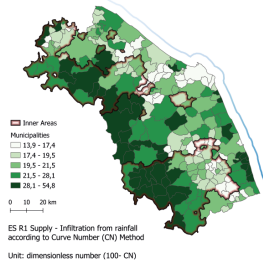 Inner Areas
Municipalities
13,9 - 17,4
17,4 - 19,5
19,5 - 21,5
21,5 - 28,1
28,1 - 54,8
0 10 20 km
ES R1 Supply - Infiltration from rainfall
according to Curve Number (CN) Method
Unit: dimensionless number (100- CN)